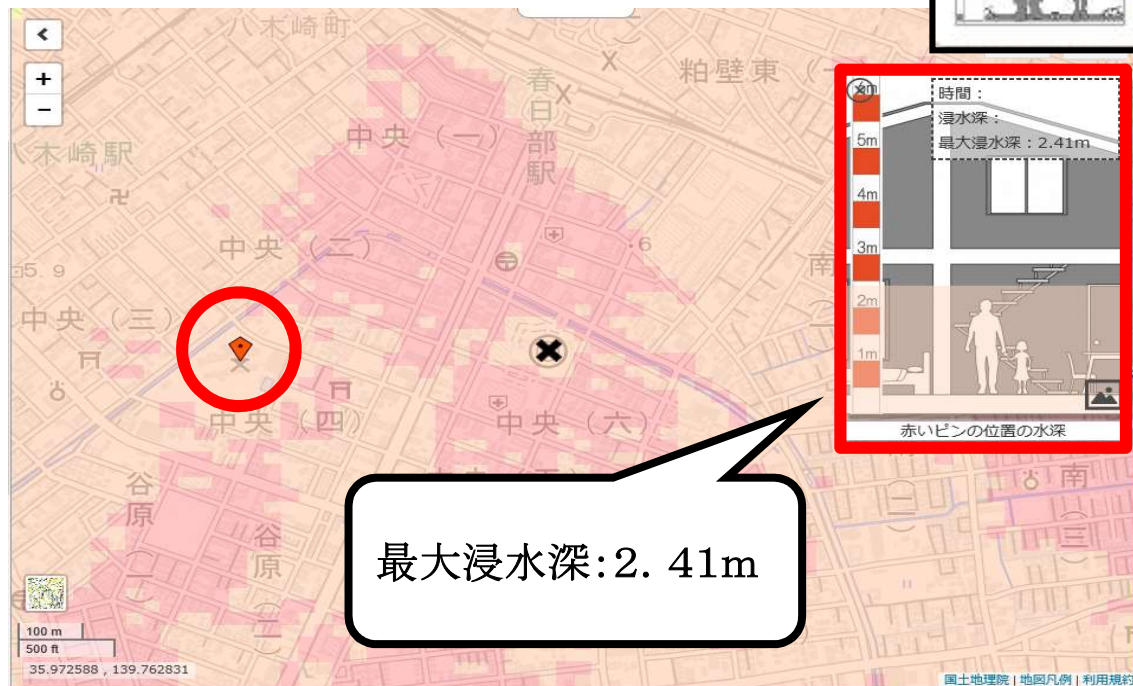 八木崎町
粕壁東
春日部駅
中央（一）
八木崎駅
中央（二）
.6
5.9
中央（三）
中央（四）
中央（六）
谷原
谷原
南
（三）
100 m
500 ft
35.972588 , 139.762831
時間：
浸水深：
最大浸水深：2.41m
5m
4m
3m
2m
1m
赤いピンの位置の水深
最大浸水深:2. 41m
国土地理院 | 地図凡例 | 利用規約